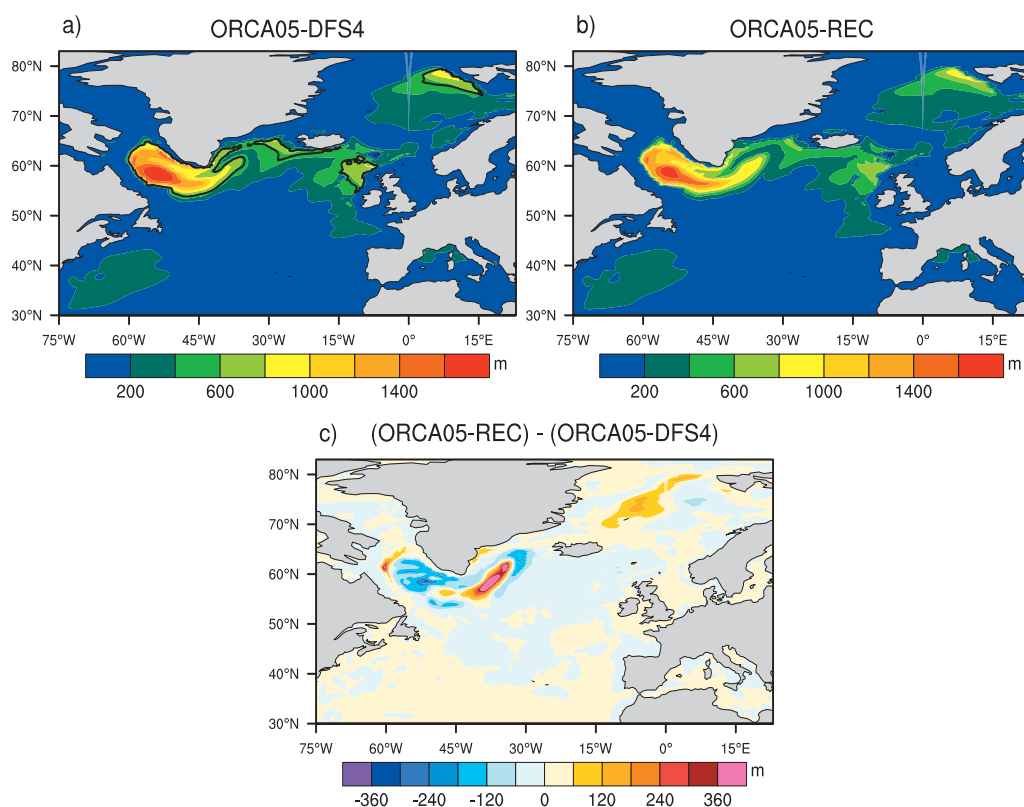 a) ORCA05-DFS4
80°N
70°N
60°N
50°N
40°N
30°N
75°W 60°W 45°W 30°W 15°W 0° 15°E
m
200 600 1000 1400
b) ORCA05-REC
80°N
70°N
60°N
50°N
40°N
30°N
75°W 60°W 45°W 30°W 15°W 0° 15°E
m
200 600 1000 1400
c) (ORCA05-REC) - (ORCA05-DFS4)
80°N
70°N
60°N
50°N
40°N
30°N
75°W 60°W 45°W 30°W 15°W 0° 15°E
m
-360 -240 -120 0 120 240 360